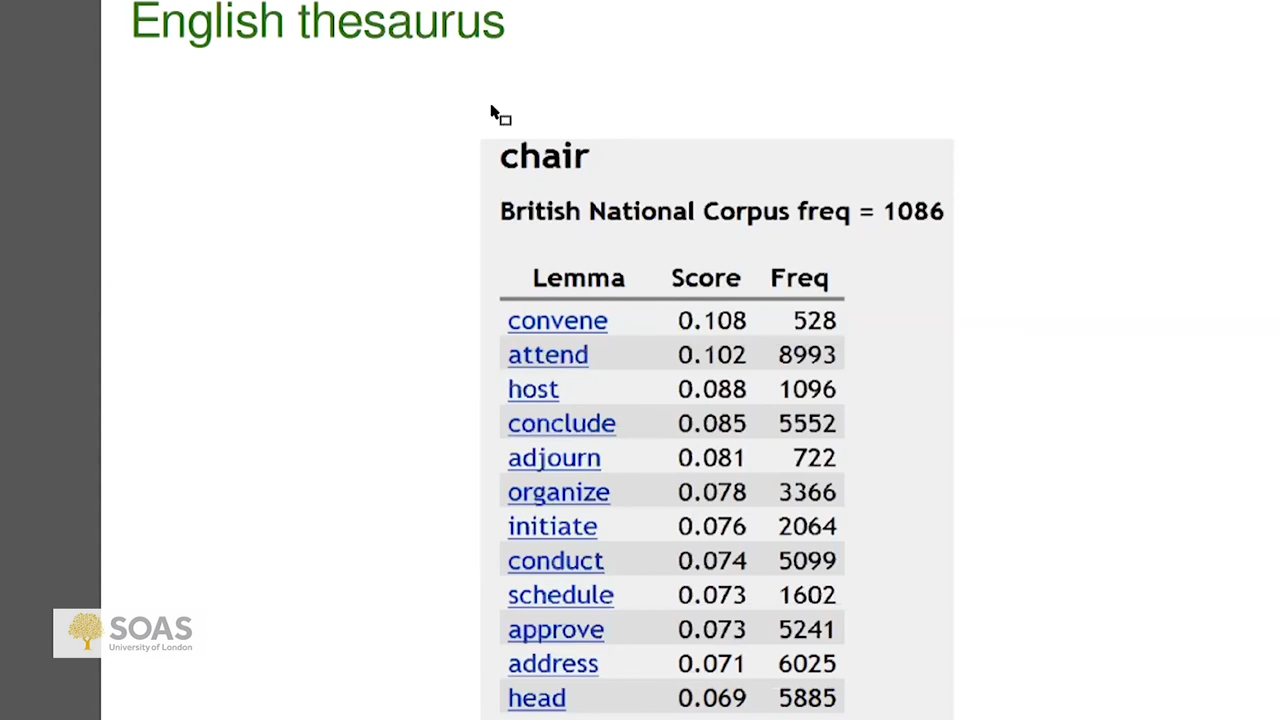 English thesaurus
chair
British National Corpus freq = 1086
Lemma Score Freq
convene 0.108 528
attend 0.102 8993
host 0.088 1096
conclude 0.085 5552
adjourn 0.081 722
organize 0.078 3366
initiate 0.076 2064
conduct 0.074 5099
schedule 0.073 1602
approve 0.073 5241
address 0.071 6025
head 0.069 5885
SOAS
University of London